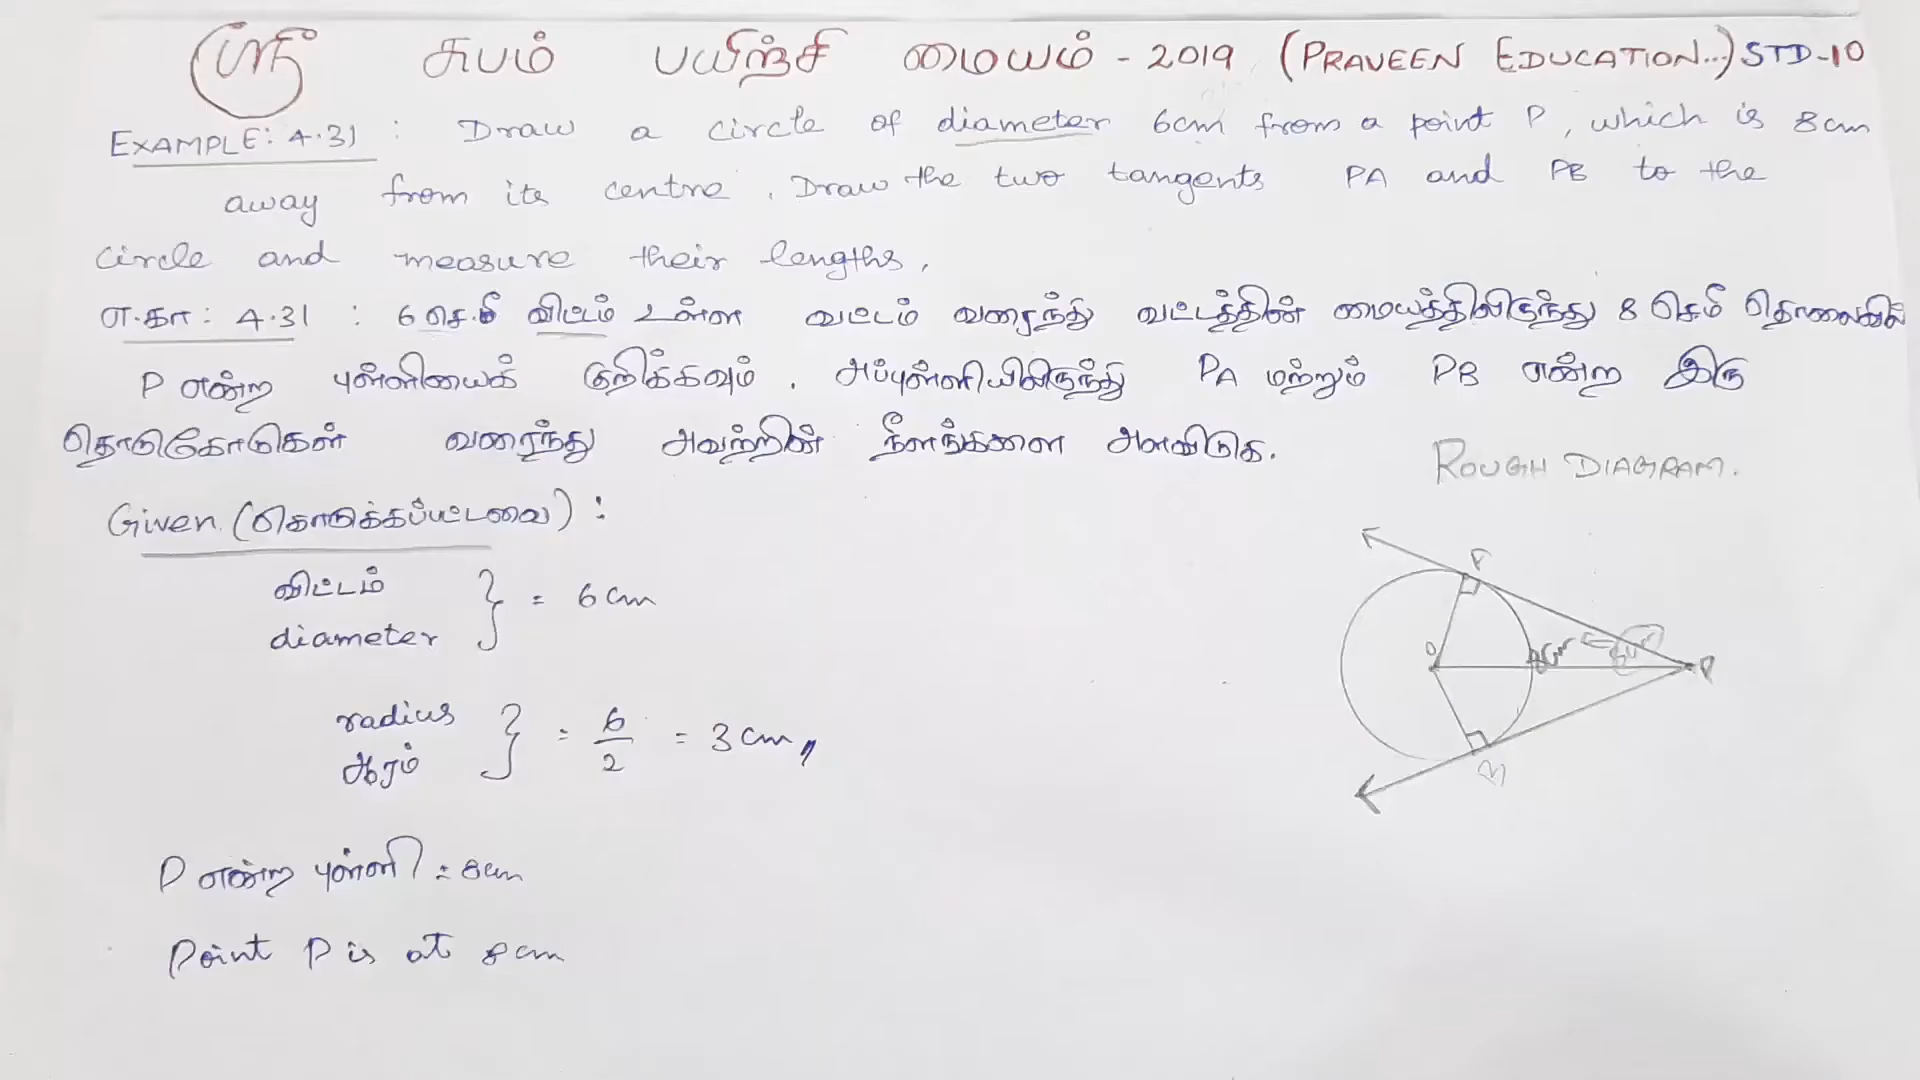 ஸ்ரீ சுபம் பயிற்சி மையம் - 2019 (PRAVEEN EDUCATION...) STD-10
EXAMPLE: 4.31 : Draw a circle of diameter 6cm from a point P, which is 8cm
away from its centre. Draw the two tangents PA and PB to the
circle and measure their lengths.
எ.கா: 4.31 : 6 செ.மீ விட்டம் உள்ள வட்டம் வரைந்து வட்டத்தின் மையத்திலிருந்து 8 செமீ தொலைவில்
P என்ற புள்ளியைக் குறிக்கவும். அப்புள்ளியிலிருந்து PA மற்றும் PB என்ற இரு
தொடுகோடுகள் வரைந்து அவற்றின் நீளங்களை அளவிடுக.
ROUGH DIAGRAM.
Given (கொடுக்கப்பட்டவை) :
விட்டம்
diameter } = 6cm
radius
ஆரம் } = 6/2 = 3cm,,
P என்ற புள்ளி = 8cm
Point P is at 8cm
O
8cm
P
B